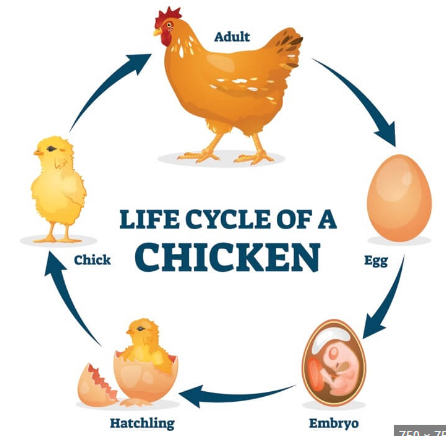 Adult
LIFE CYCLE OF A
CHICKEN
Chick
Egg
Hatchling
Embryo